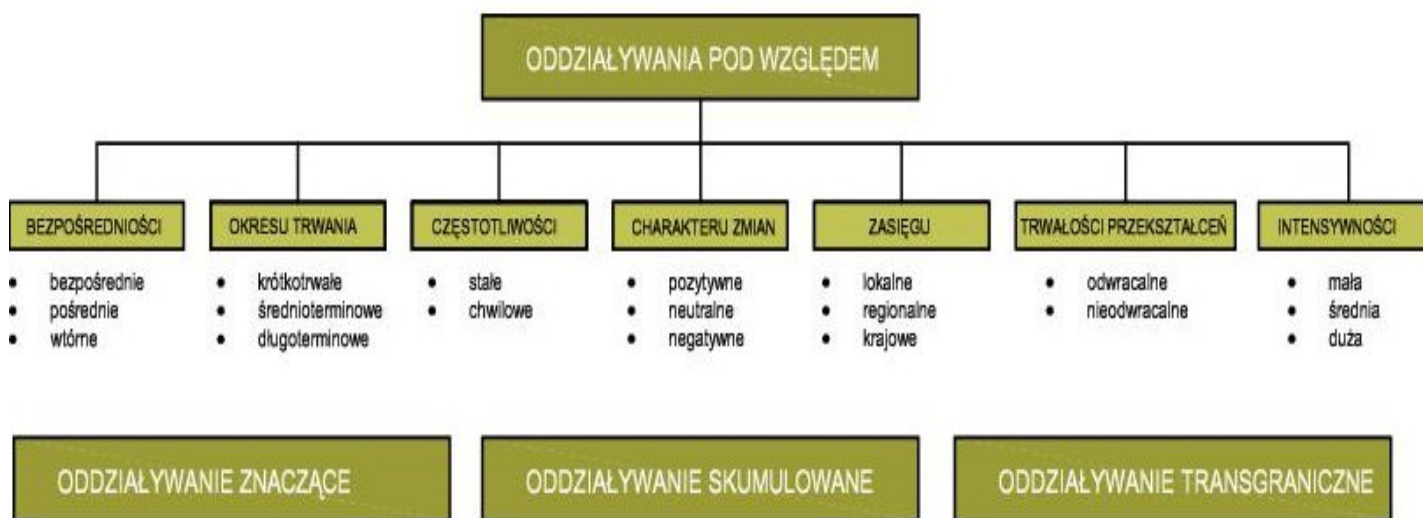 ODDZIAŁYWANIA POD WZGLĘDEM
BEZPOŚREDNIOŚCI
• bezpośrednie
• pośrednie
• wtórne
OKRESU TRWANIA
• krótkotrwałe
• średnioterminowe
• długoterminowe
CZĘSTOTLIWOŚCI
• stałe
• chwilowe
CHARAKTERU ZMIAN
• pozytywne
• neutralne
• negatywne
ZASIĘGU
• lokalne
• regionalne
• krajowe
TRWAŁOŚCI PRZEKSZTAŁCEŃ
• odwracalne
• nieodwracalne
INTENSYWNOŚCI
• mała
• średnia
• duża
ODDZIAŁYWANIE ZNACZĄCE
ODDZIAŁYWANIE SKUMULOWANE
ODDZIAŁYWANIE TRANSGRANICZNE